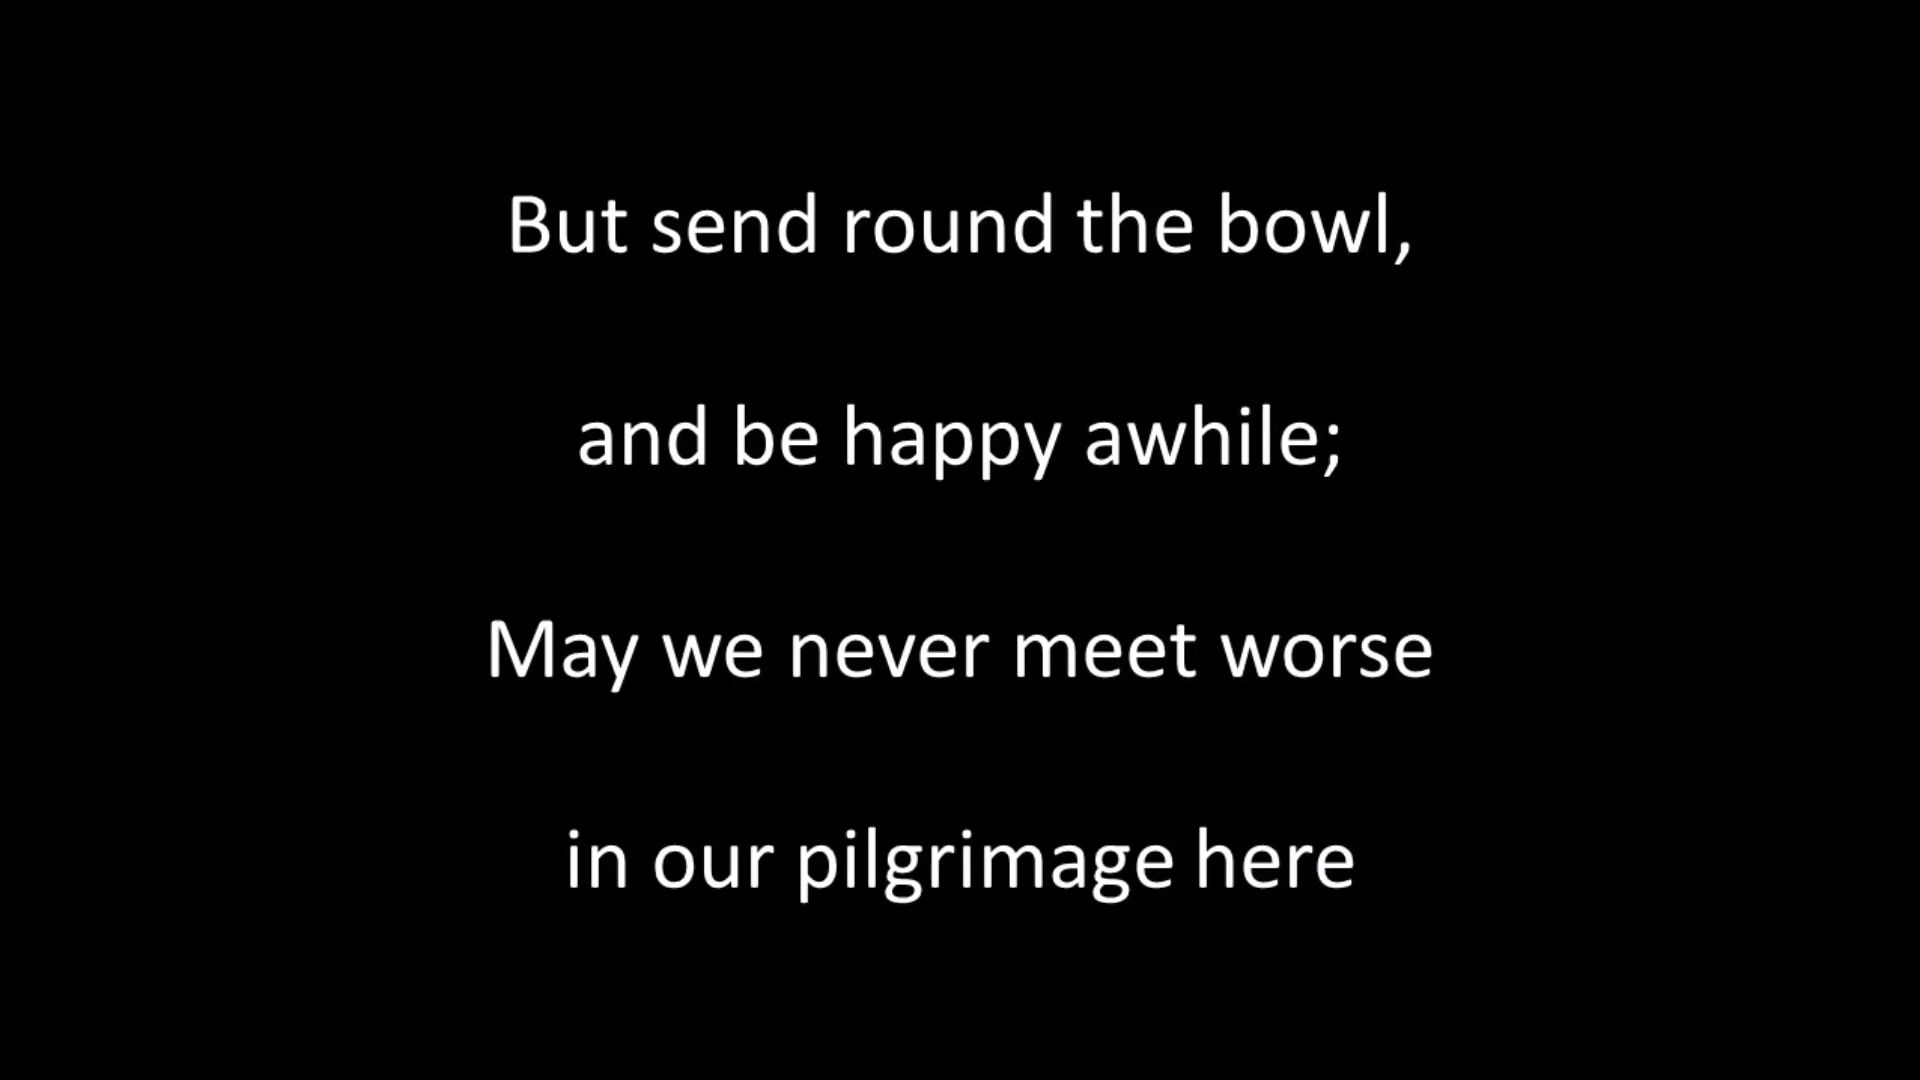 But send round the bowl,
and be happy awhile;
May we never meet worse
in our pilgrimage here